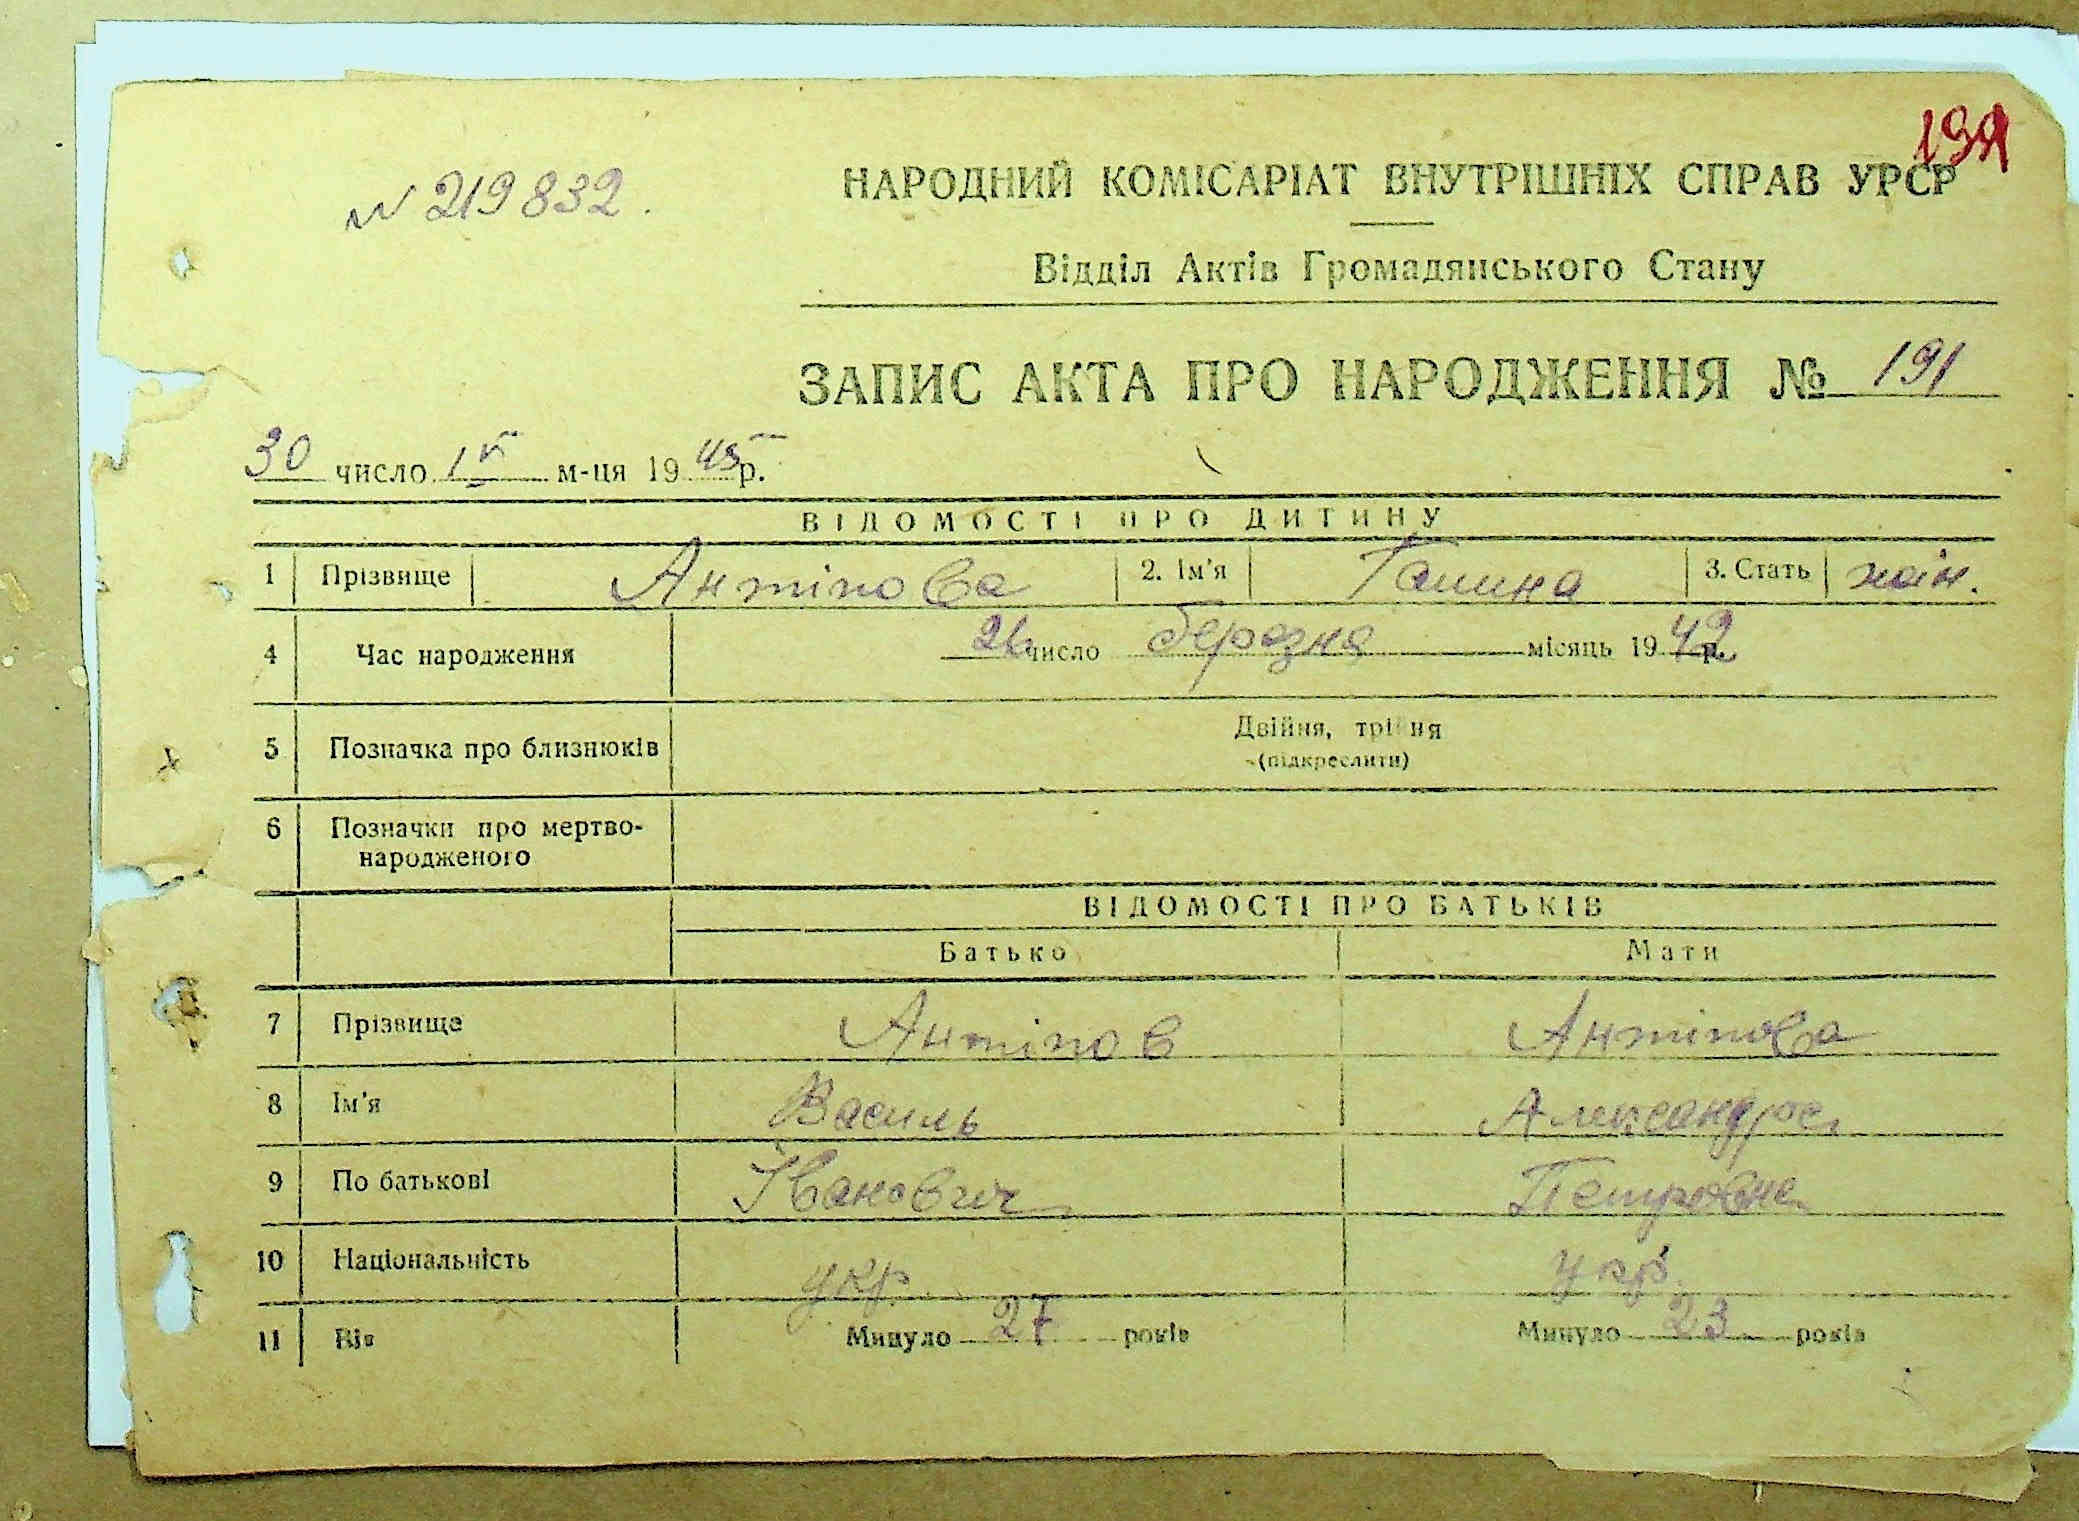 191
N 219832.
НАРОДНИЙ КОМІСАРІАТ ВНУТРІШНІХ СПРАВ УРСР
Відділ Актів Громадянського Стану
ЗАПИС АКТА ПРО НАРОДЖЕННЯ № 191
30 число IV м-ця 1945 р.
ВІДОМОСТІ ПРО ДИТИНУ
1 Прізвище Антіпова 2. Ім'я Галина 3. Стать жін.
4 Час народження 26 число березня місяць 1942 р.
5 Позначка про близнюків Двійня, трійня
(підкреслити)
6 Позначки про мертво-
народженого
ВІДОМОСТІ ПРО БАТЬКІВ
Батько Мати
7 Прізвище Антіпов Антіпова
8 Ім'я Василь Александра
9 По батькові Іванович Петровна
10 Національність укр. укр.
11 Вік Минуло 27 років Минуло 23 років